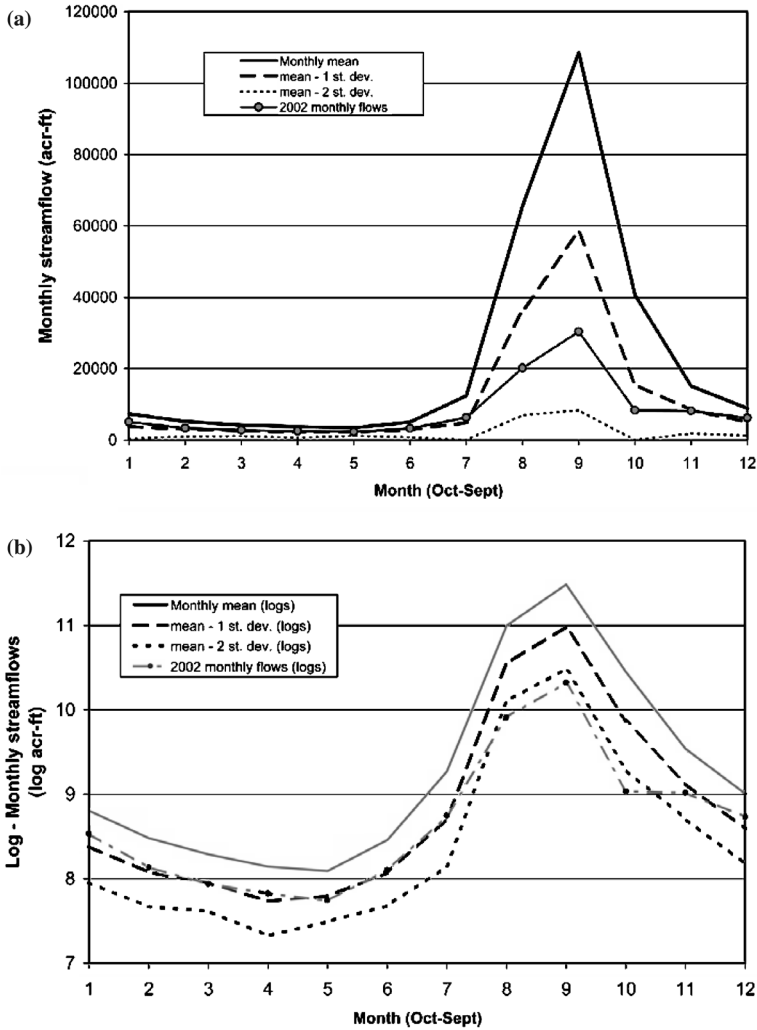 (a)
120000
100000
80000
60000
40000
20000
0
Monthly streamflow (acr-ft)
Monthly mean
mean - 1 st. dev.
mean - 2 st. dev.
2002 monthly flows
1 2 3 4 5 6 7 8 9 10 11 12
Month (Oct-Sept)
(b)
12
11
10
9
8
7
Log - Monthly streamflows
(log acr-ft)
Monthly mean (logs)
mean - 1 st. dev. (logs)
mean - 2 st. dev. (logs)
2002 monthly flows (logs)
1 2 3 4 5 6 7 8 9 10 11 12
Month (Oct-Sept)